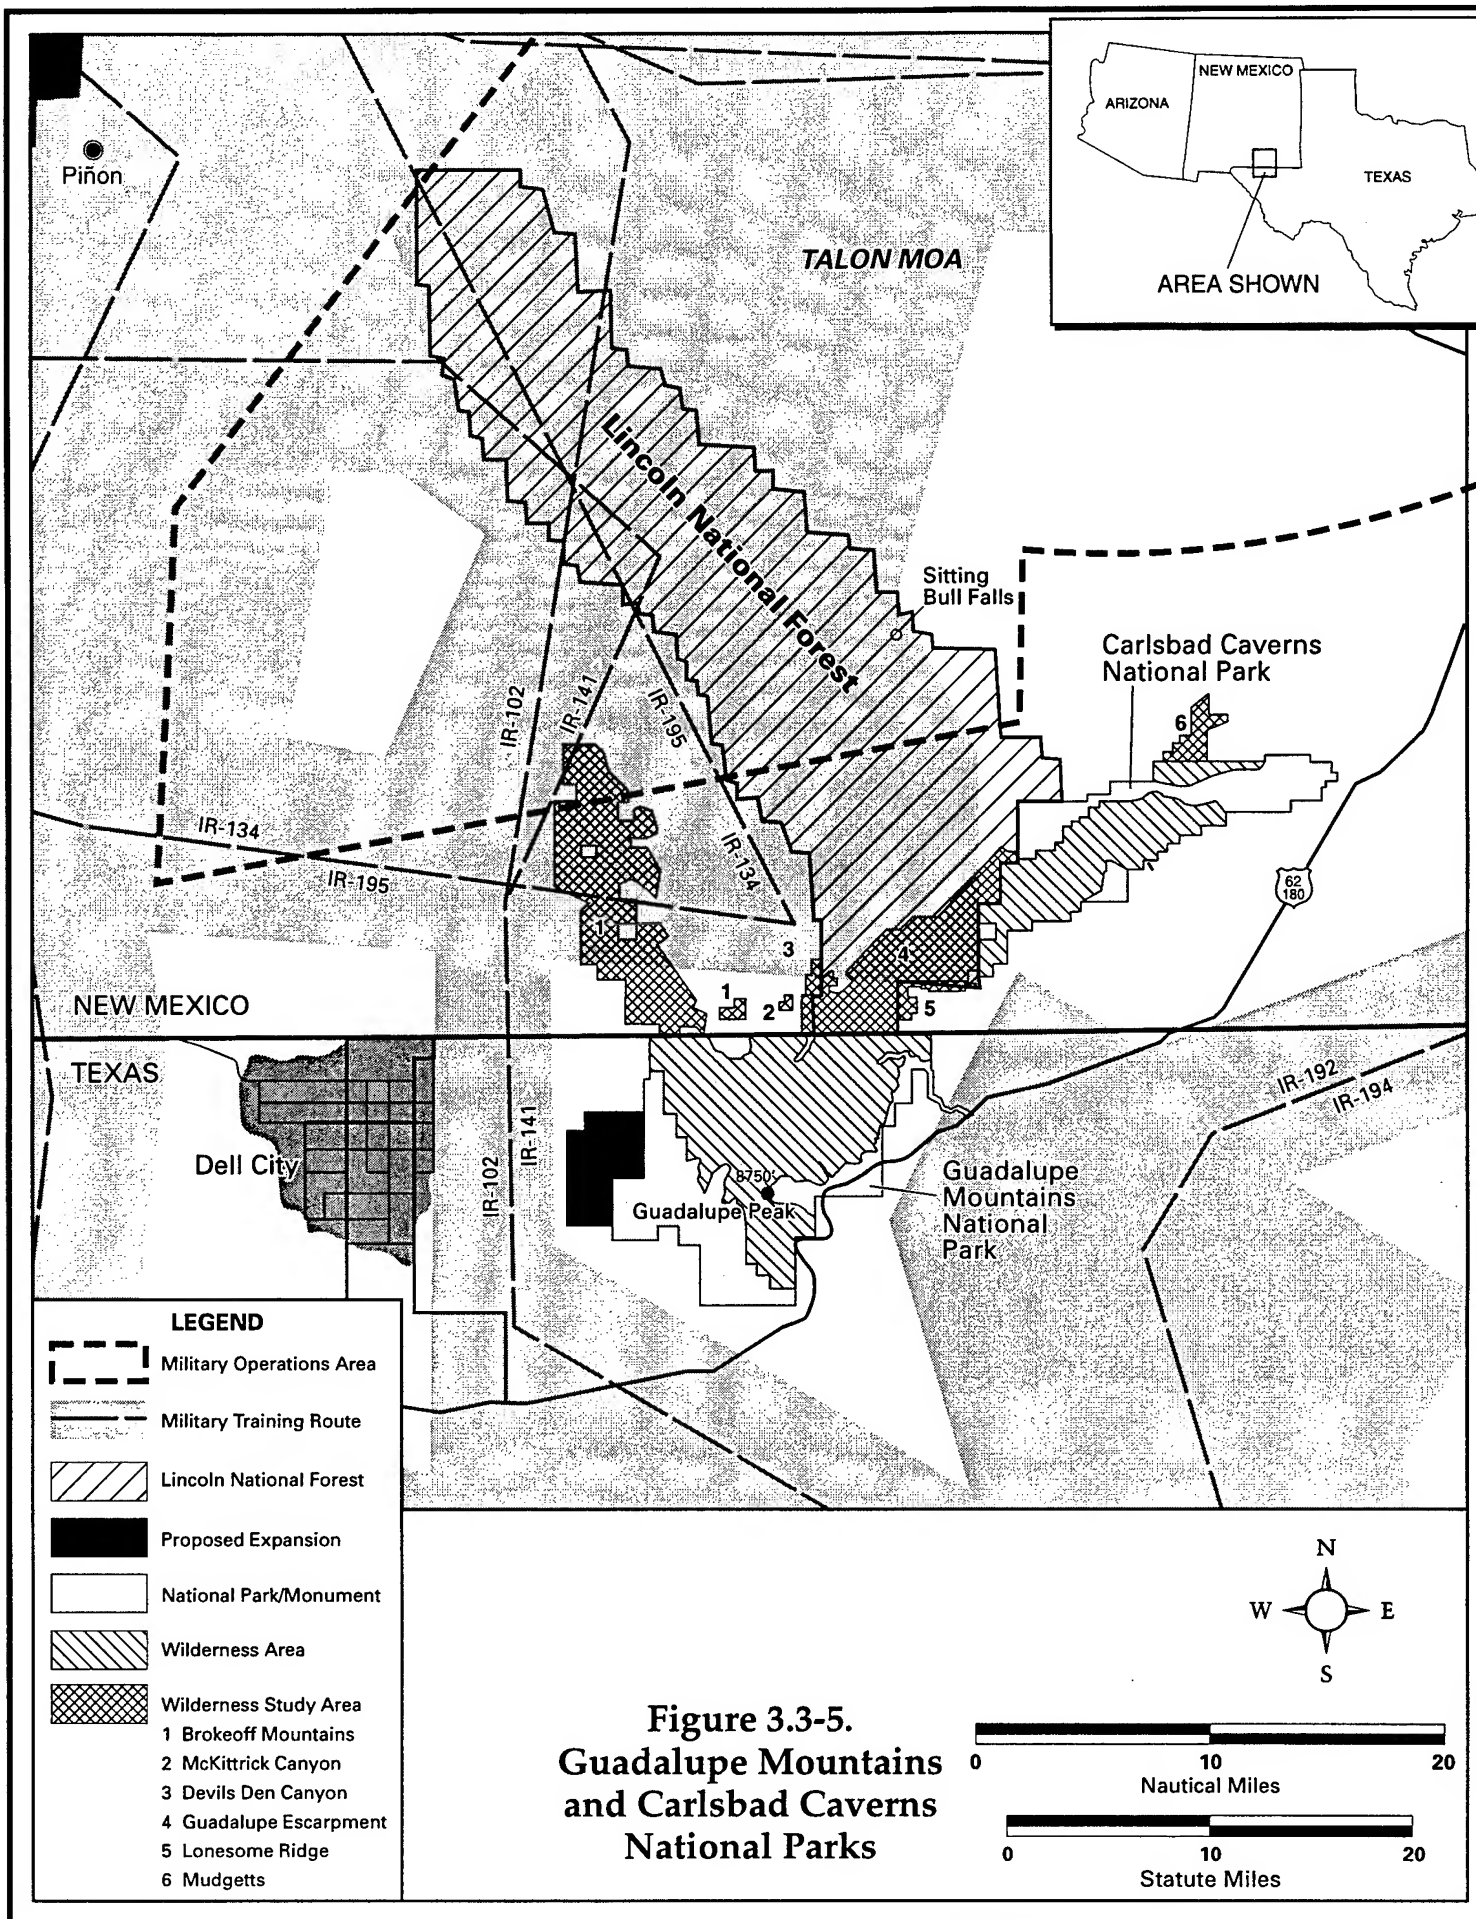 NEW MEXICO
ARIZONA
TEXAS
AREA SHOWN
Piñon
TALON MOA
Lincoln National Forest
Sitting
Bull Falls
Carlsbad Caverns
National Park
6
IR-102
IR-141
IR-195
IR-134
IR-134
IR-195
62
180
1
3
4
1
2
5
NEW MEXICO
TEXAS
IR-192
IR-194
Dell City
IR-102
IR-141
8750'
Guadalupe Peak
Guadalupe
Mountains
National
Park
LEGEND
Military Operations Area
Military Training Route
Lincoln National Forest
Proposed Expansion
National Park/Monument
Wilderness Area
Wilderness Study Area
1 Brokeoff Mountains
2 McKittrick Canyon
3 Devils Den Canyon
4 Guadalupe Escarpment
5 Lonesome Ridge
6 Mudgetts
Figure 3.3-5.
Guadalupe Mountains
and Carlsbad Caverns
National Parks
N
W E
S
0 10 20
Nautical Miles
0 10 20
Statute Miles